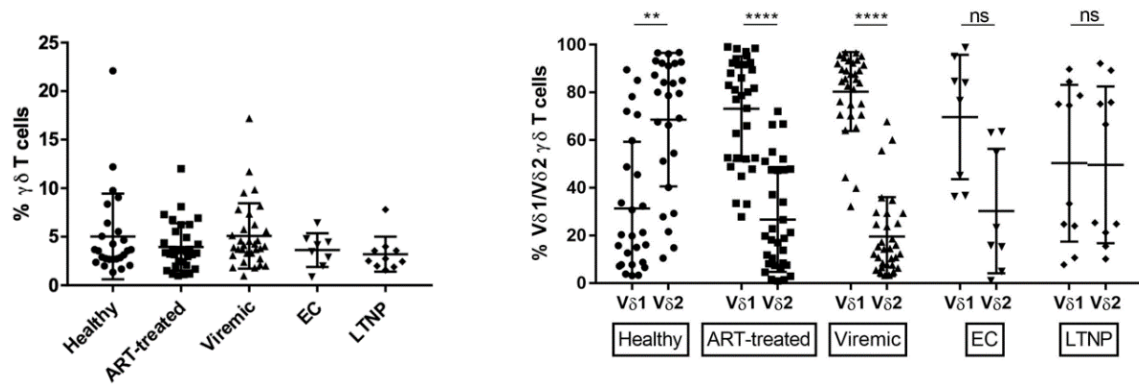 % γδ T cells
25
20
15
10
5
0
Healthy
ART-treated
Viremic
EC
LTNP
** **** **** ns ns
% Vδ1/Vδ2 γδ T cells
100
80
60
40
20
0
Vδ1 Vδ2 Vδ1 Vδ2 Vδ1 Vδ2 Vδ1 Vδ2 Vδ1 Vδ2
Healthy ART-treated Viremic EC LTNP